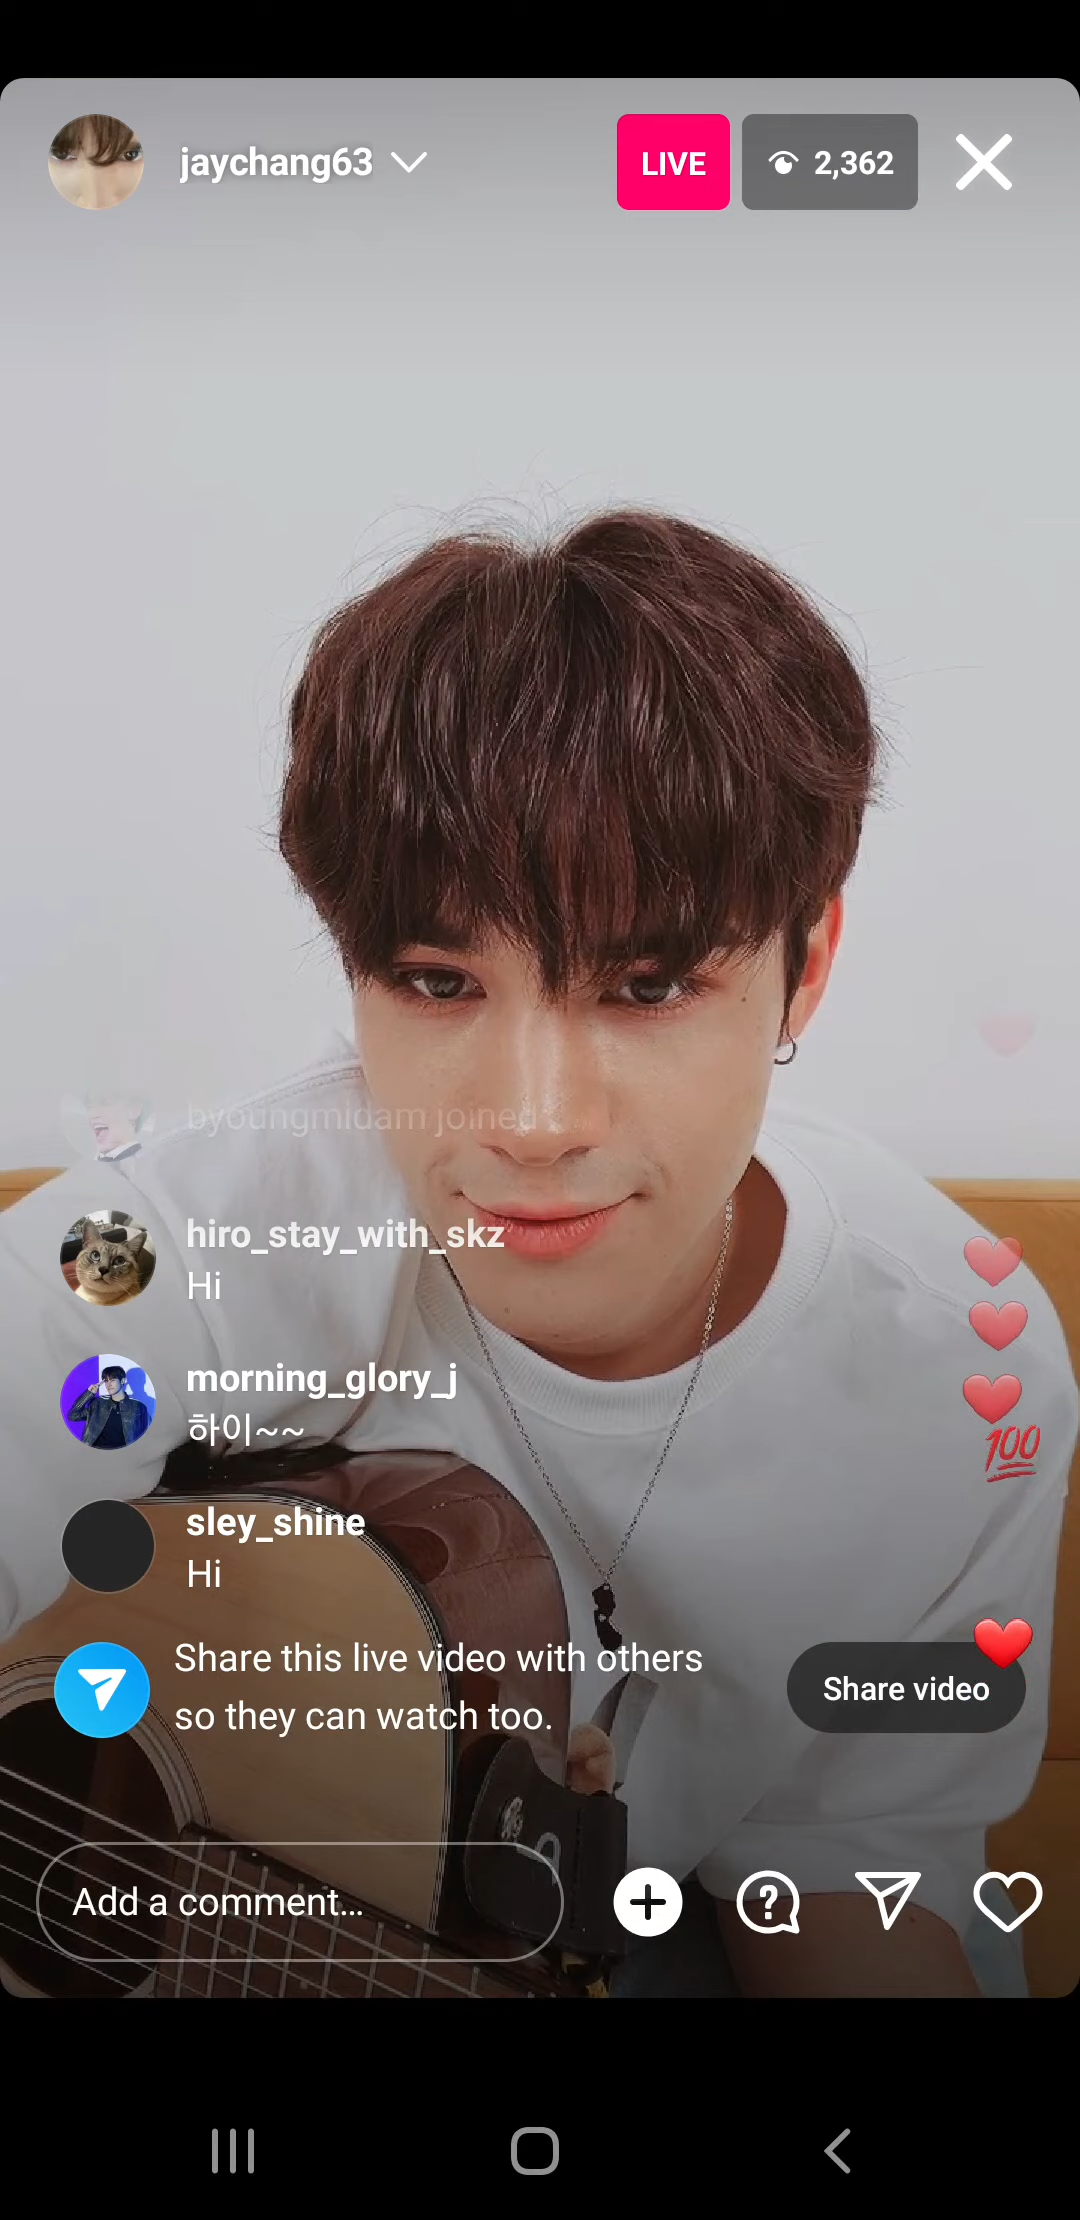 jaychang63
LIVE
2,362
byoungmidam joined
hiro_stay_with_skz
Hi
morning_glory_j
하이~~
100
sley_shine
Hi
Share this live video with others
so they can watch too.
Share video
Add a comment…